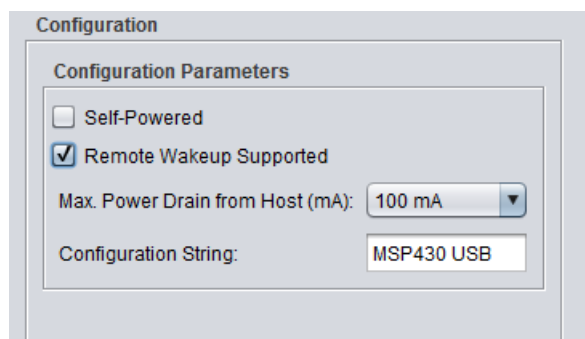 Configuration
Configuration Parameters
Self-Powered
Remote Wakeup Supported
Max. Power Drain from Host (mA): 100 mA
Configuration String: MSP430 USB